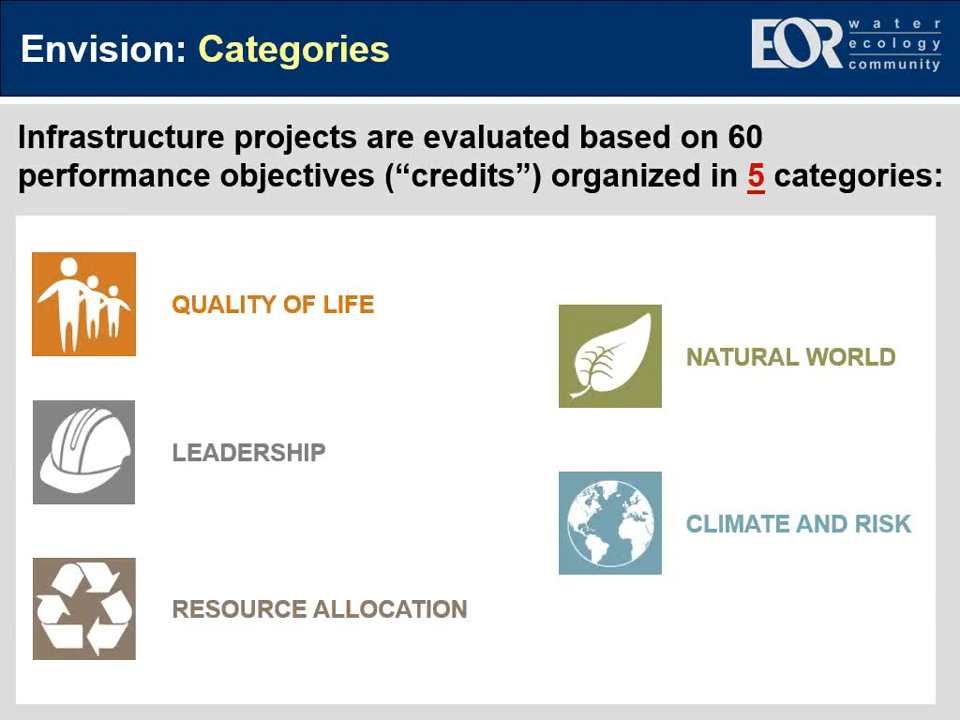 Envision: Categories
EOR
water
ecology
community
Infrastructure projects are evaluated based on 60
performance objectives (“credits”) organized in 5 categories:
QUALITY OF LIFE
LEADERSHIP
RESOURCE ALLOCATION
NATURAL WORLD
CLIMATE AND RISK